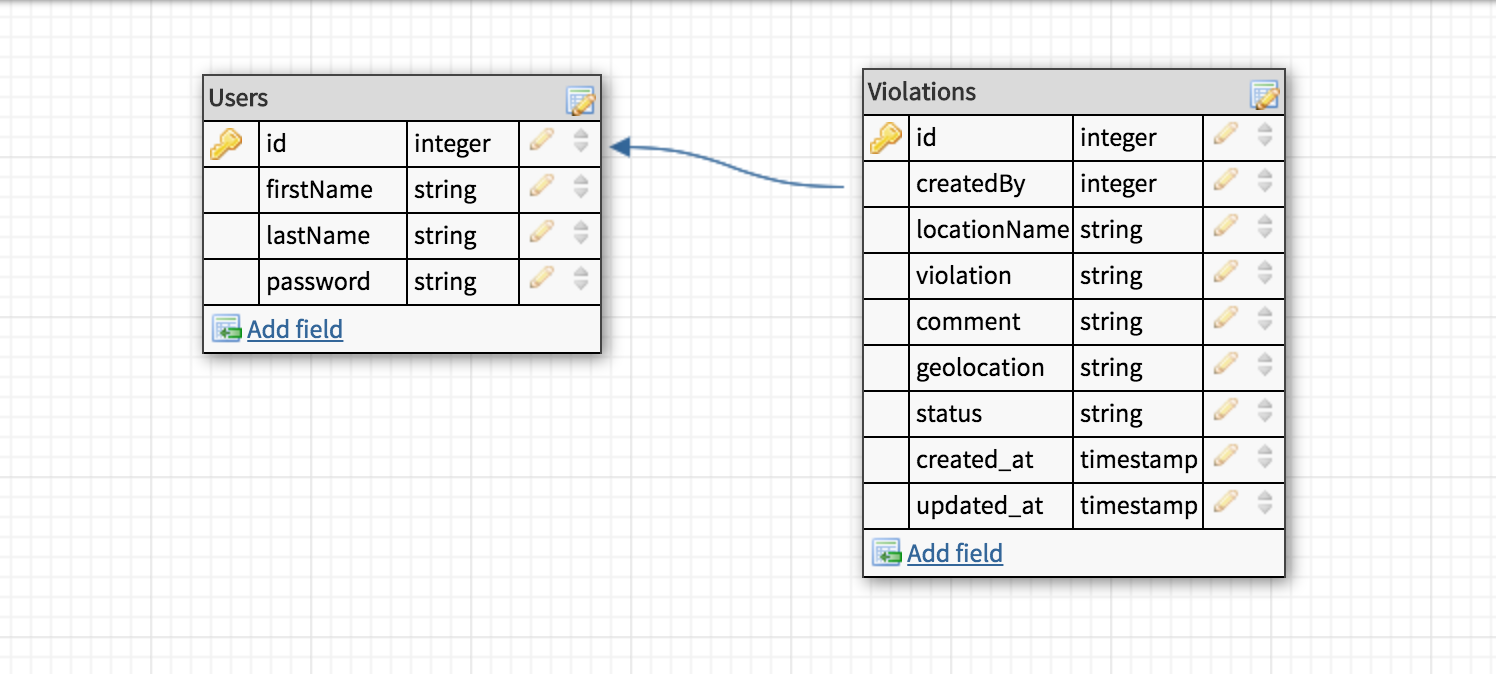 Users
id integer
firstName string
lastName string
password string
Add field
Violations
id integer
createdBy integer
locationName string
violation string
comment string
geolocation string
status string
created_at timestamp
updated_at timestamp
Add field